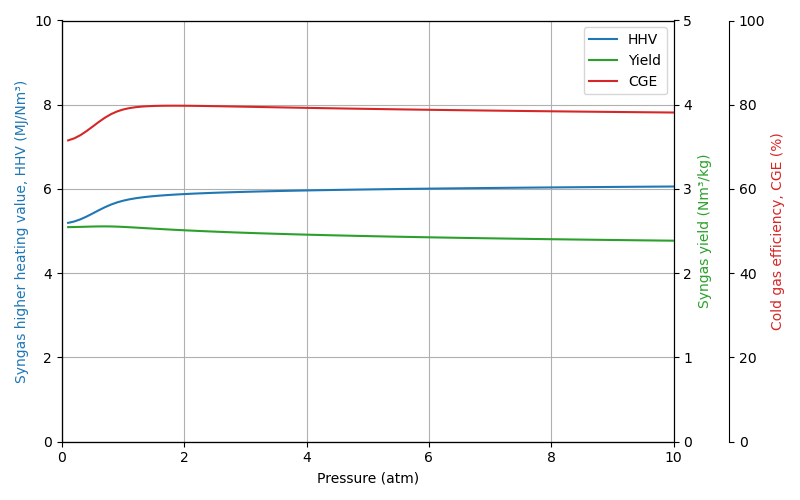 HHV
Yield
CGE
Syngas higher heating value, HHV (MJ/Nm³)
10
8
6
4
2
0
0 2 4 6 8 10
Pressure (atm)
5
4
3
2
1
0
Syngas yield (Nm³/kg)
100
80
60
40
20
0
Cold gas efficiency, CGE (%)